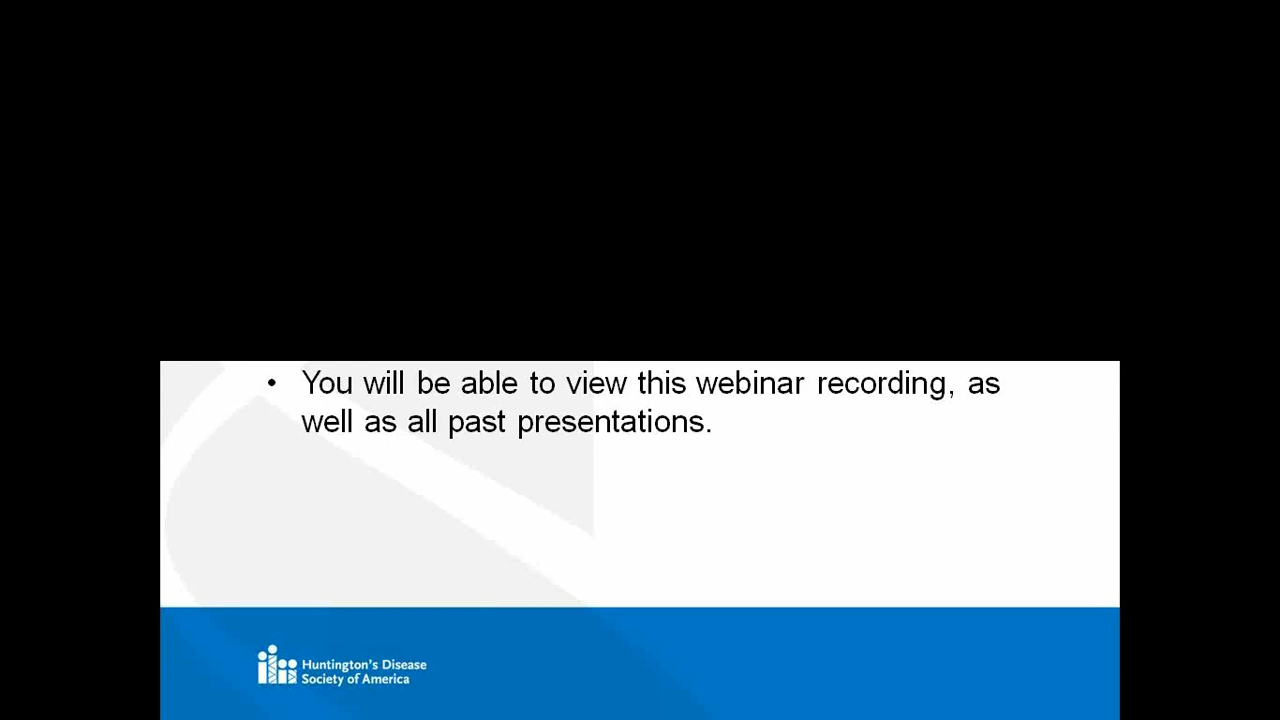 • You will be able to view this webinar recording, as
well as all past presentations.
Huntington's Disease
Society of America